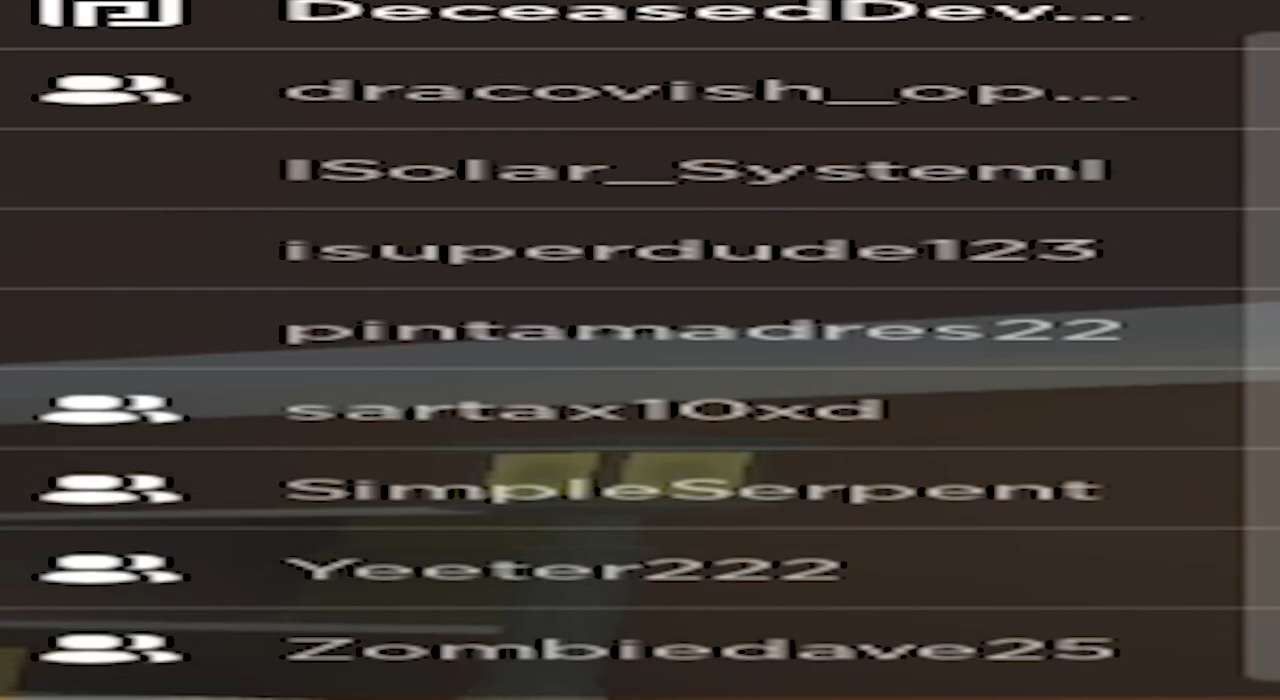 DeceasedDev...
dracovish_op...
lSolar_Systeml
isuperdude123
pintamadres22
sartax10xd
SimpleSerpent
Yeeter222
Zombiedave25